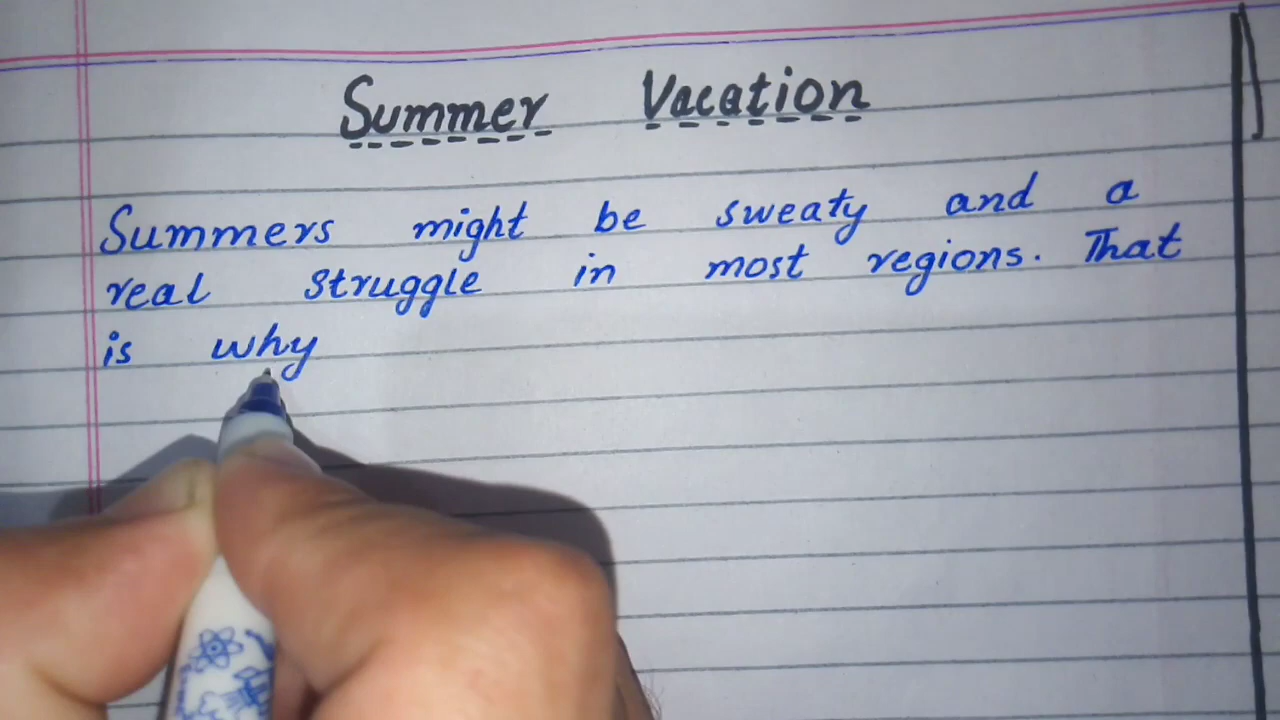 Summer Vacation
Summers might be sweaty and a
real struggle in most regions. That
is why